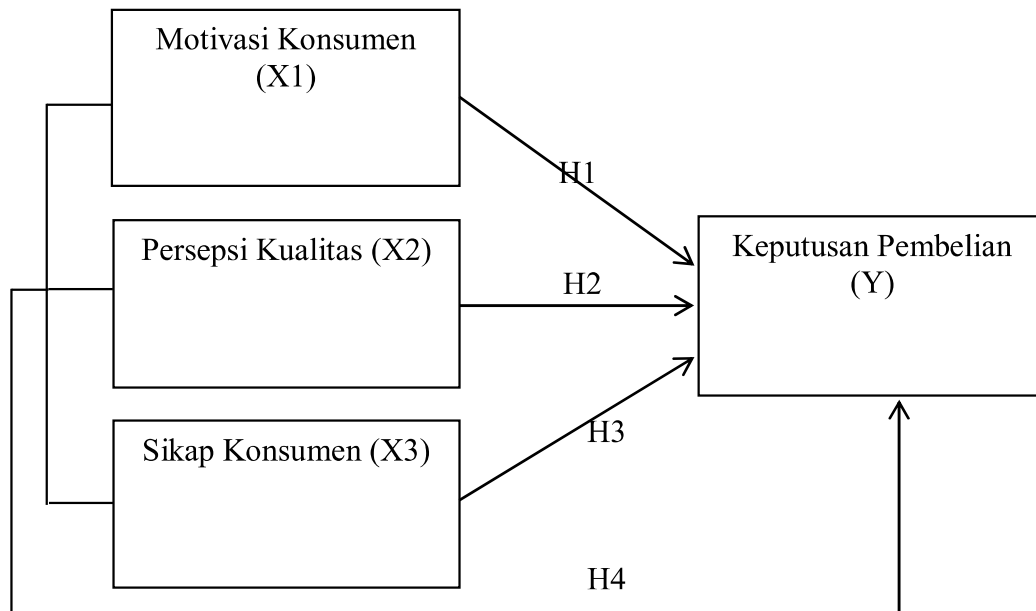 Motivasi Konsumen
(X1)
H1
Persepsi Kualitas (X2)
H2
Keputusan Pembelian
(Y)
Sikap Konsumen (X3)
H3
H4